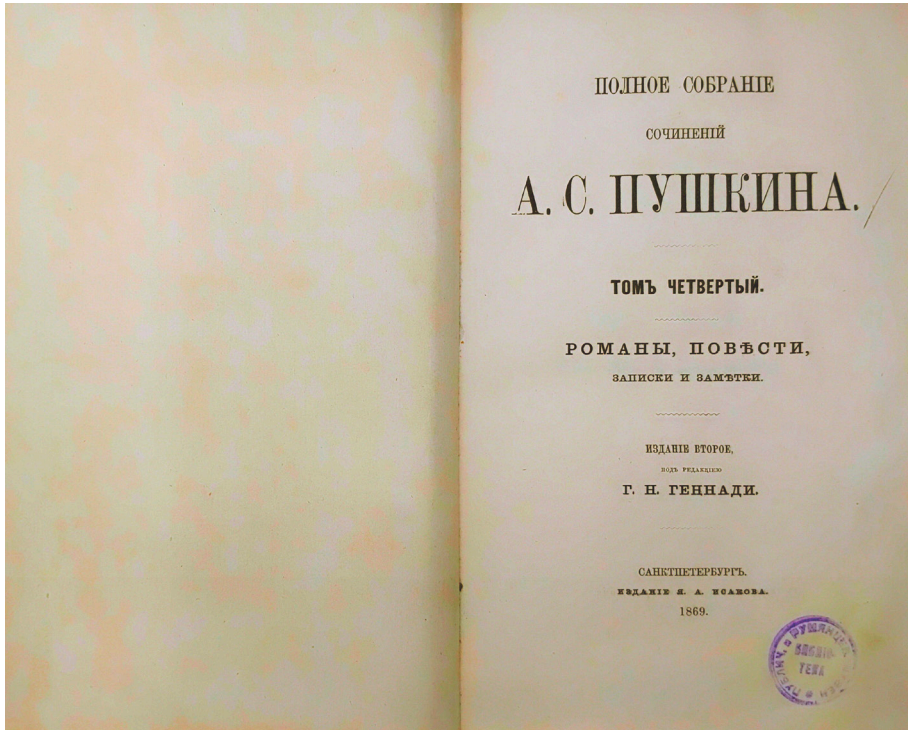 ПОЛНОЕ СОБРАНІЕ
СОЧИНЕНІЙ
А. С. ПУШКИНА.
ТОМЪ ЧЕТВЕРТЫЙ.
РОМАНЫ, ПОВѢСТИ,
ЗАПИСКИ И ЗАМѢТКИ.
ИЗДАНІЕ ВТОРОЕ,
ПОДЪ РЕДАКЦІЕЮ
Г. Н. ГЕННАДИ.
САНКТПЕТЕРБУРГЪ.
ИЗДАНІЕ Я. А. ИСАКОВА.
1869.